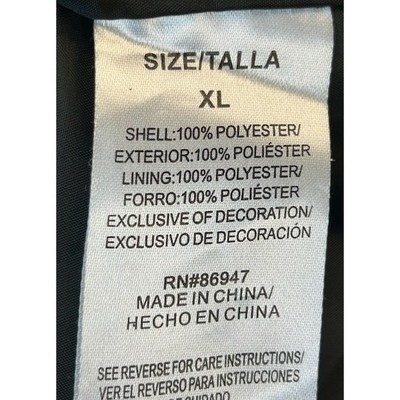 SIZE/TALLA
XL
SHELL:100% POLYESTER/
EXTERIOR:100% POLIÉSTER
LINING:100% POLYESTER/
FORRO:100% POLIÉSTER
EXCLUSIVE OF DECORATION/
EXCLUSIVO DE DECORACIÓN
RN#86947
MADE IN CHINA/
HECHO EN CHINA
SEE REVERSE FOR CARE INSTRUCTIONS/
VER EL REVERSO PARA INSTRUCCIONES
DE CUIDADO